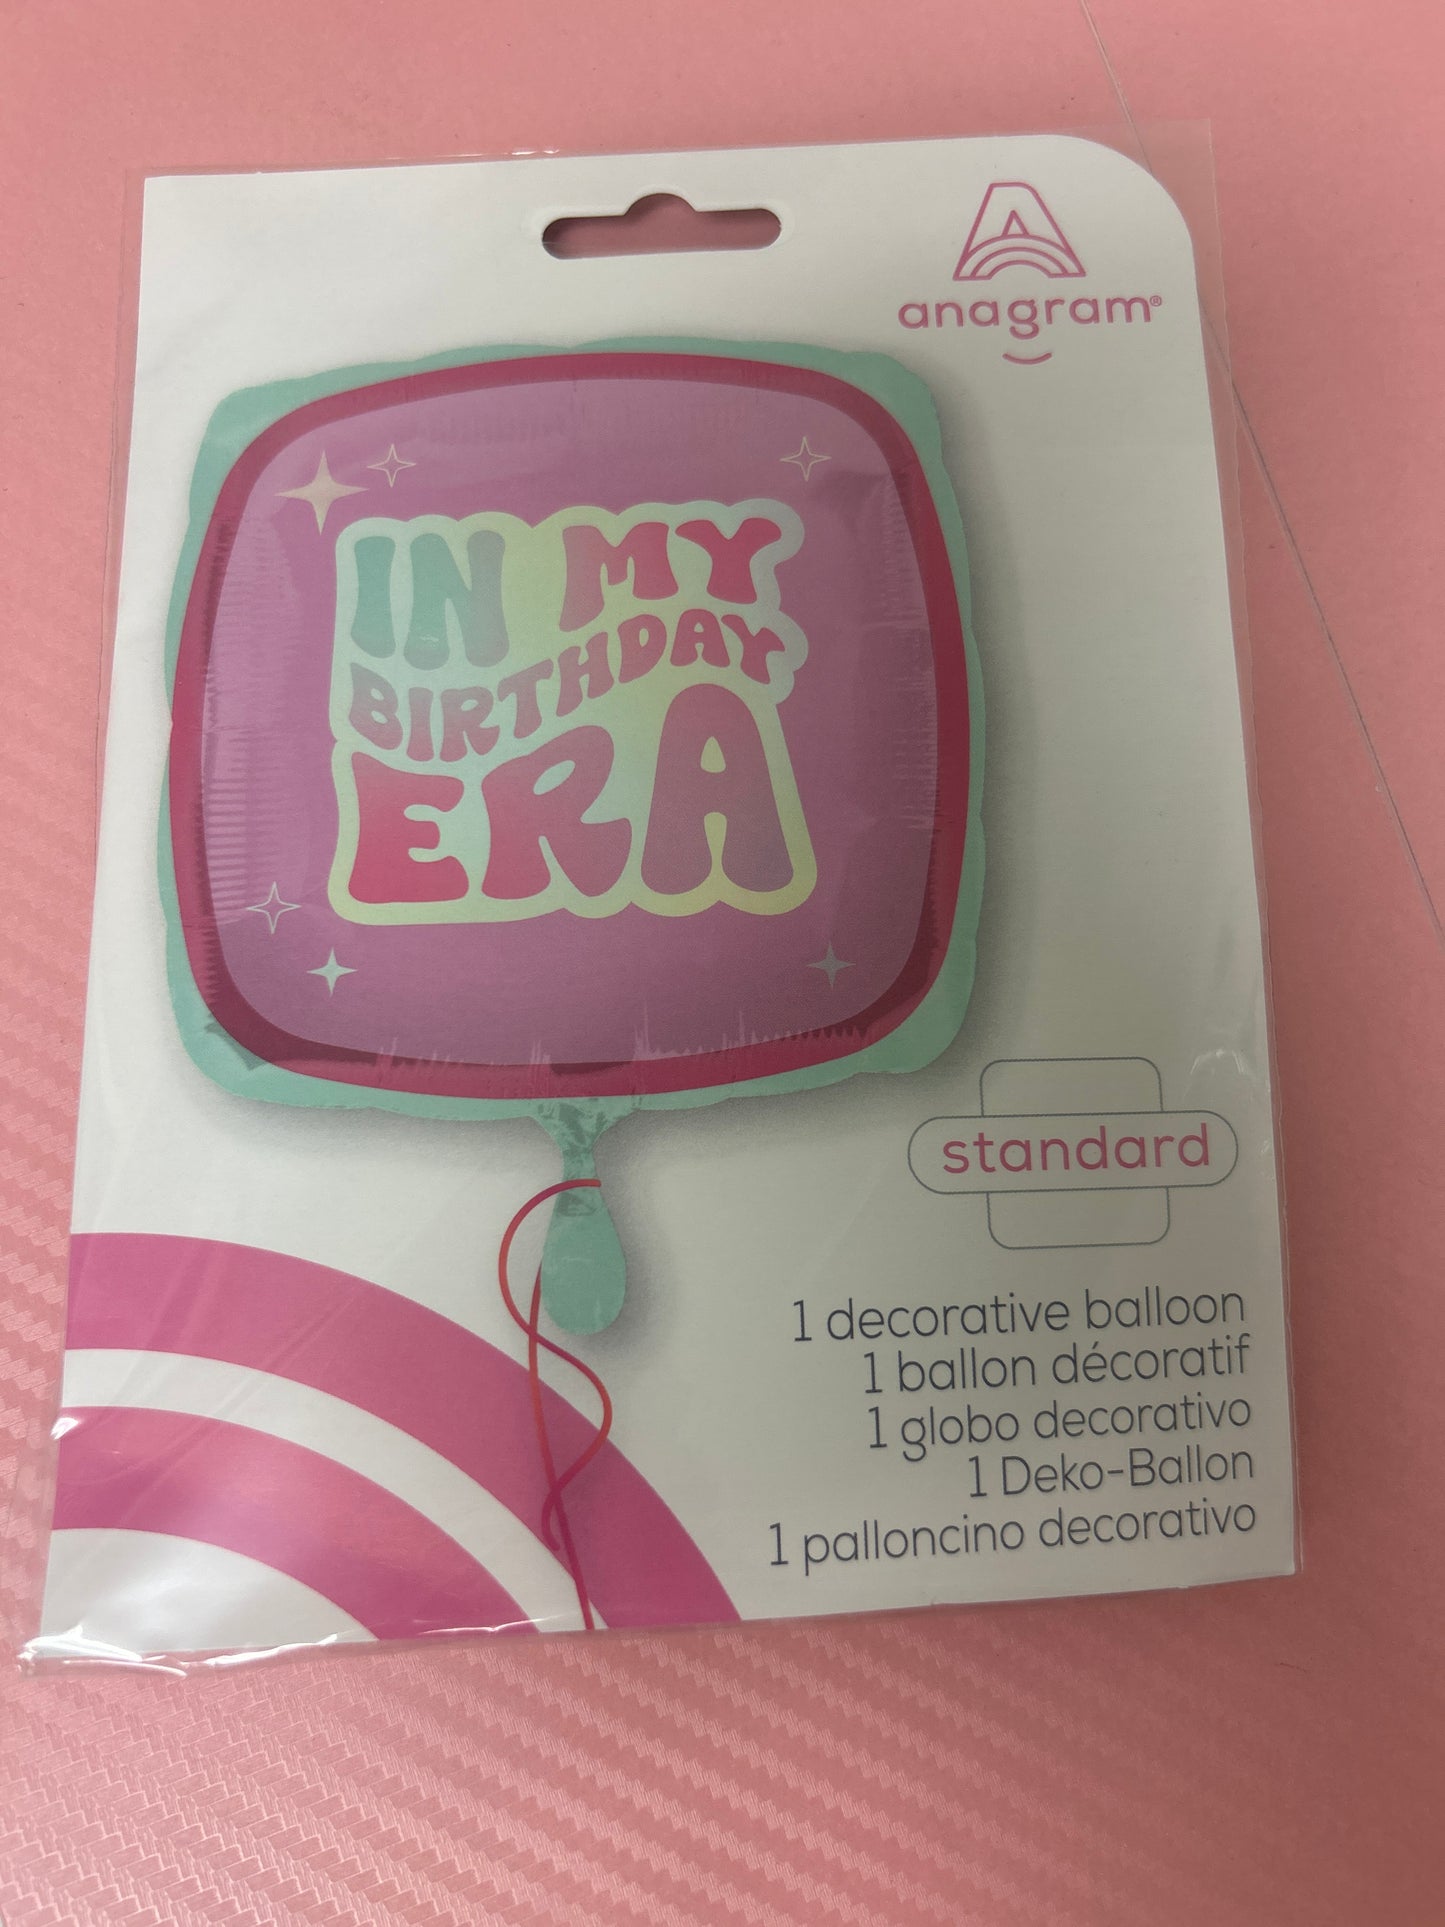 anagram®
IN MY
BIRTHDAY
ERA
standard
1 decorative balloon
1 ballon décoratif
1 globo decorativo
1 Deko-Ballon
1 palloncino decorativo